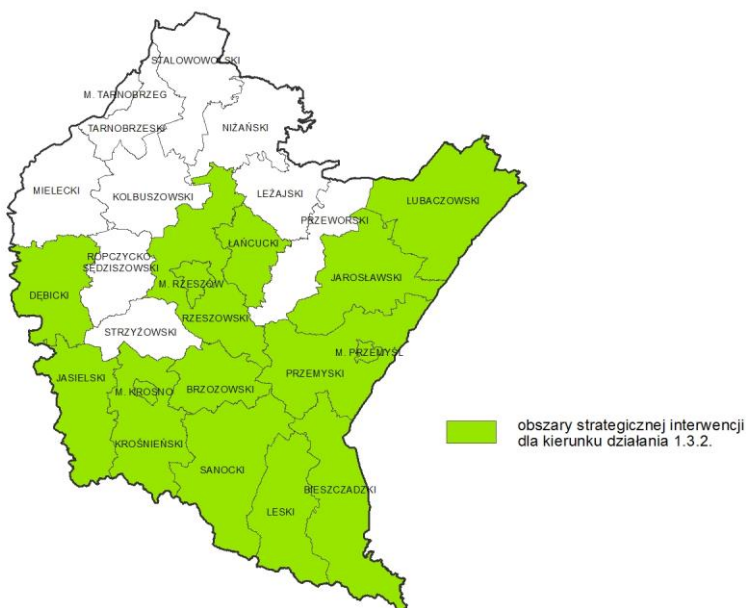 STALOWOWOLSKI
M. TARNOBRZEG
TARNOBRZESKI
NIŻAŃSKI
MIELECKI
KOLBUSZOWSKI
LEŻAJSKI
LUBACZOWSKI
PRZEWORSKI
ŁAŃCUCKI
ROPCZYCKO
SĘDZISZOWSKI
JAROSŁAWSKI
M. RZESZÓW
DĘBICKI
RZESZOWSKI
STRZYŻOWSKI
M. PRZEMYŚL
PRZEMYSKI
JASIELSKI
M. KROSNO
BRZOZOWSKI
obszary strategicznej interwencji
dla kierunku działania 1.3.2.
KROŚNIEŃSKI
SANOCKI
BIESZCZADZKI
LESKI